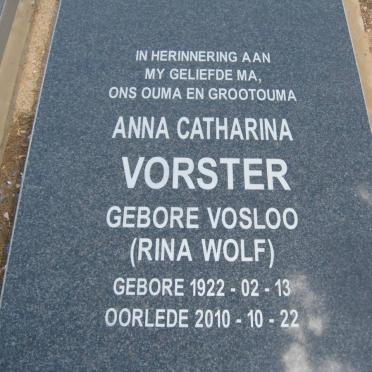 IN HERINNERING AAN
MY GELIEFDE MA,
ONS OUMA EN GROOTOUMA
ANNA CATHARINA
VORSTER
GEBORE VOSLOO
(RINA WOLF)
GEBORE 1922 - 02 - 13
OORLEDE 2010 - 10 - 22